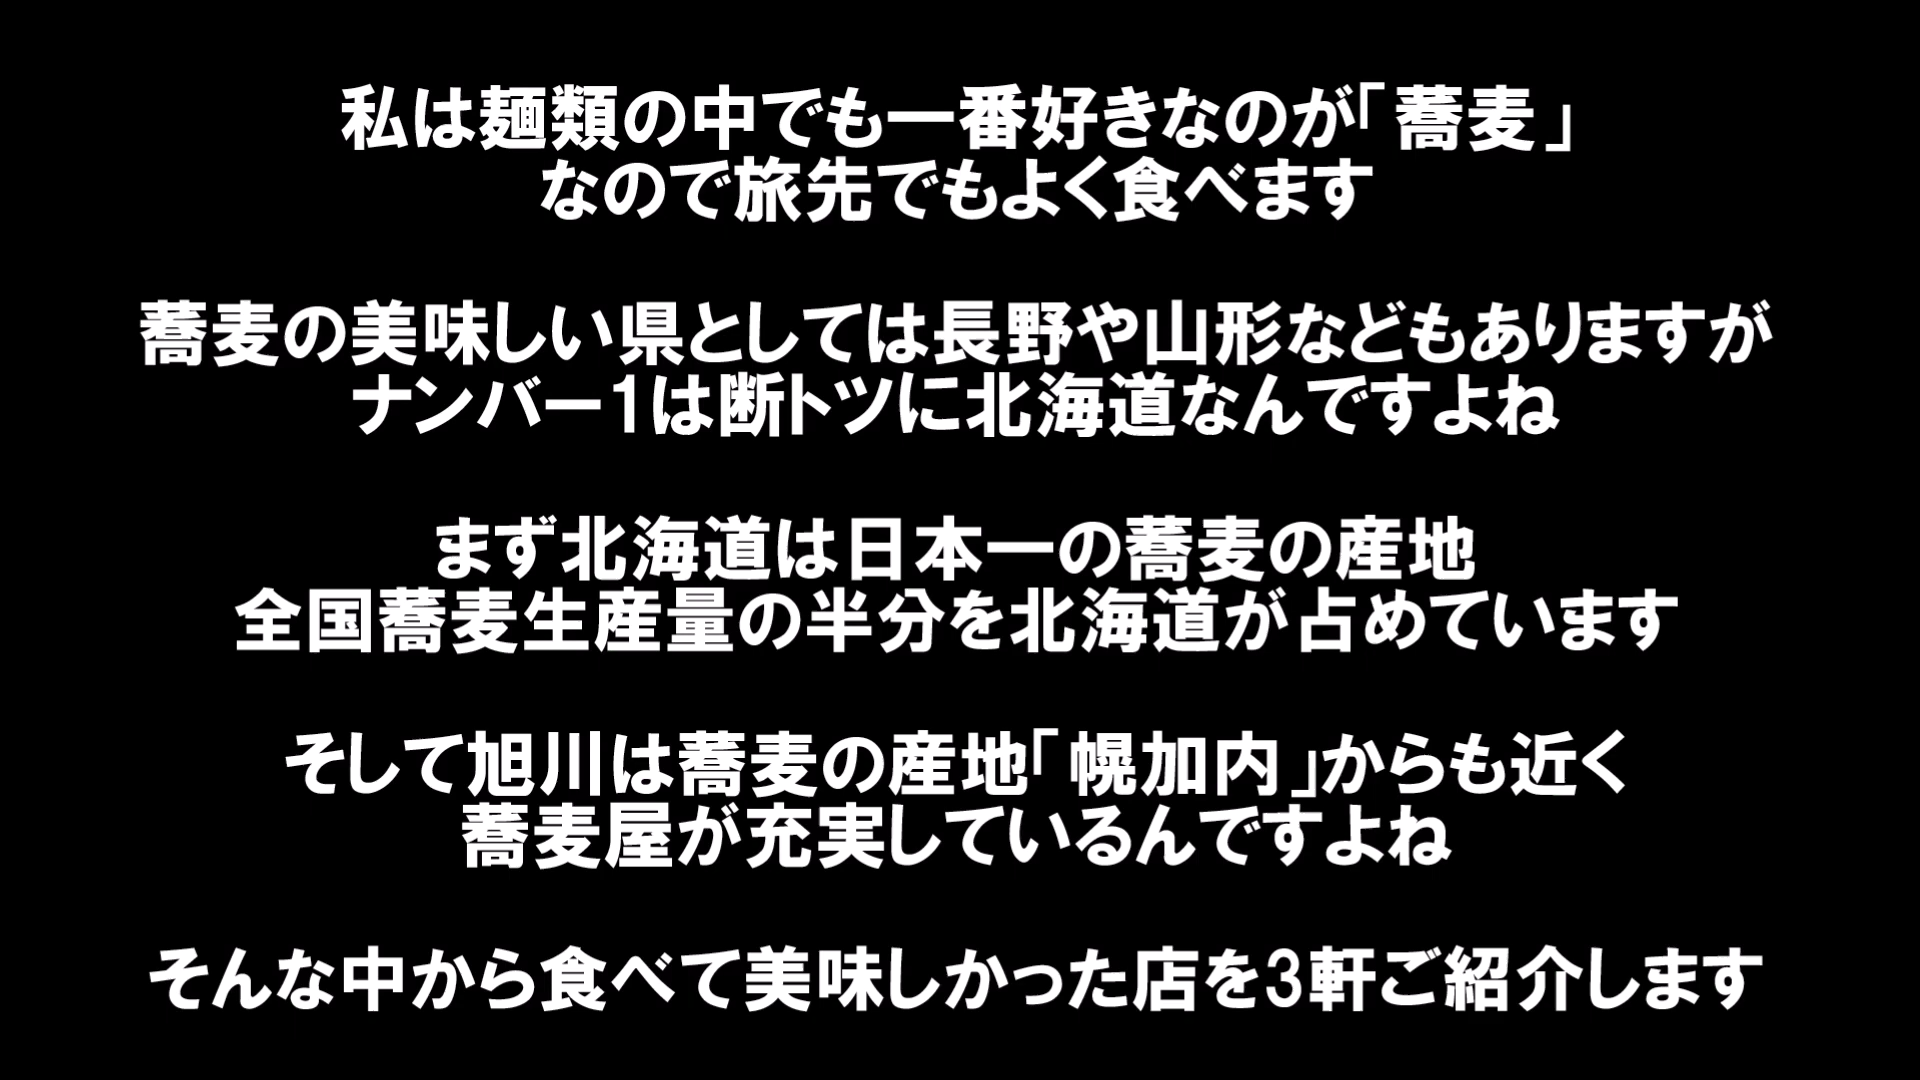 私は麺類の中でも一番好きなのが「蕎麦」
なので旅先でもよく食べます
蕎麦の美味しい県としては長野や山形などもありますが
ナンバー1は断トツに北海道なんですよね
まず北海道は日本一の蕎麦の産地
全国蕎麦生産量の半分を北海道が占めています
そして旭川は蕎麦の産地「幌加内」からも近く
蕎麦屋が充実しているんですよね
そんな中から食べて美味しかった店を3軒ご紹介します